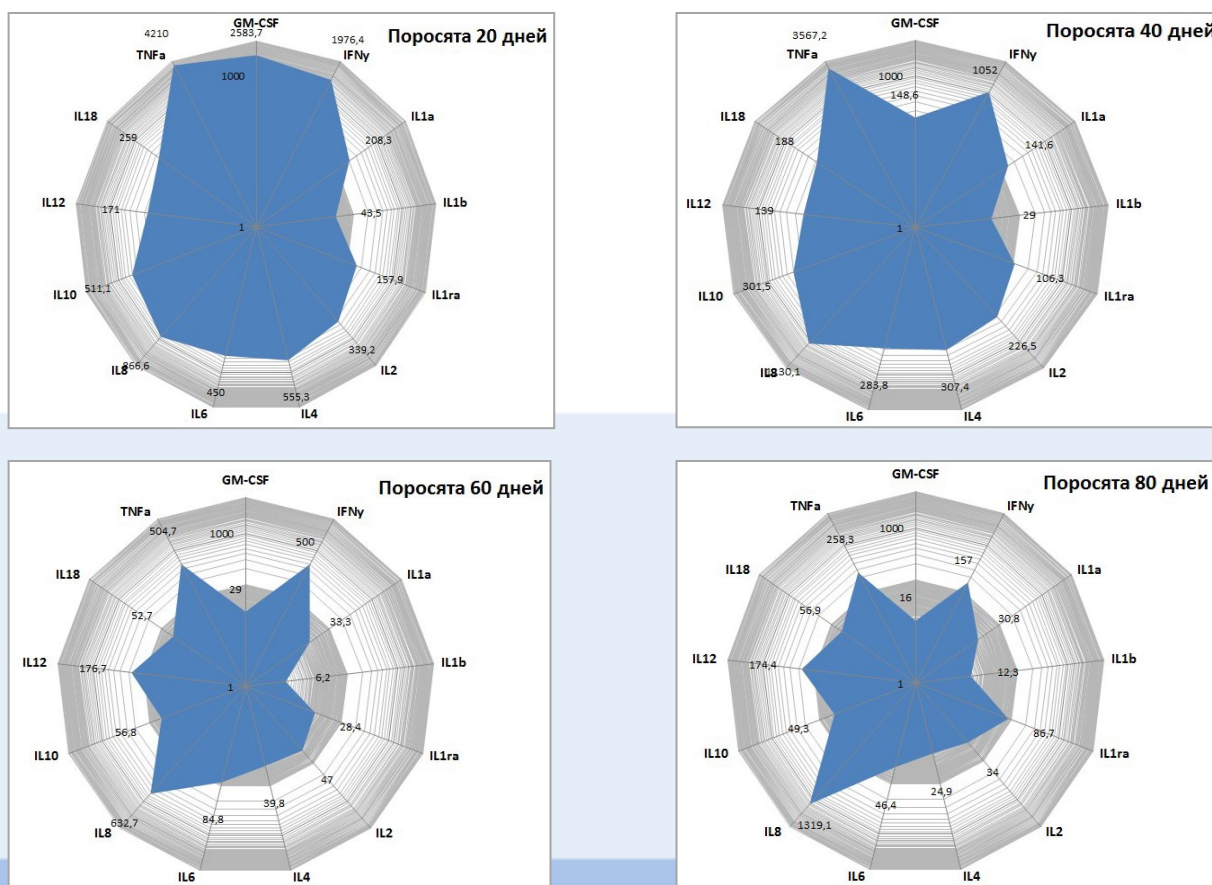 Поросята 20 дней
GM-CSF
2583,7
4210
TNFa
1976,4
IFNy
1000
IL18
259
IL1a
208,3
IL12
171
1
43,5
IL1b
IL10
511,1
157,9
IL1ra
IL8
866,6
339,2
IL2
IL6
450
555,3
IL4
Поросята 40 дней
GM-CSF
3567,2
TNFa
IFNy
1052
1000
148,6
IL18
188
IL1a
141,6
IL12
139
1
29
IL1b
IL10
301,5
106,3
IL1ra
IL8
226,5
IL2
IL6
283,8
307,4
IL4
Поросята 60 дней
GM-CSF
TNFa
504,7
IFNy
500
1000
29
IL18
52,7
IL1a
33,3
IL12
176,7
1
6,2
IL1b
IL10
56,8
28,4
IL1ra
IL8
632,7
47
IL2
IL6
84,8
39,8
IL4
Поросята 80 дней
GM-CSF
TNFa
258,3
IFNy
157
1000
16
IL18
56,9
IL1a
30,8
IL12
174,4
1
12,3
IL1b
IL10
49,3
86,7
IL1ra
IL8
1319,1
34
IL2
IL6
46,4
24,9
IL4